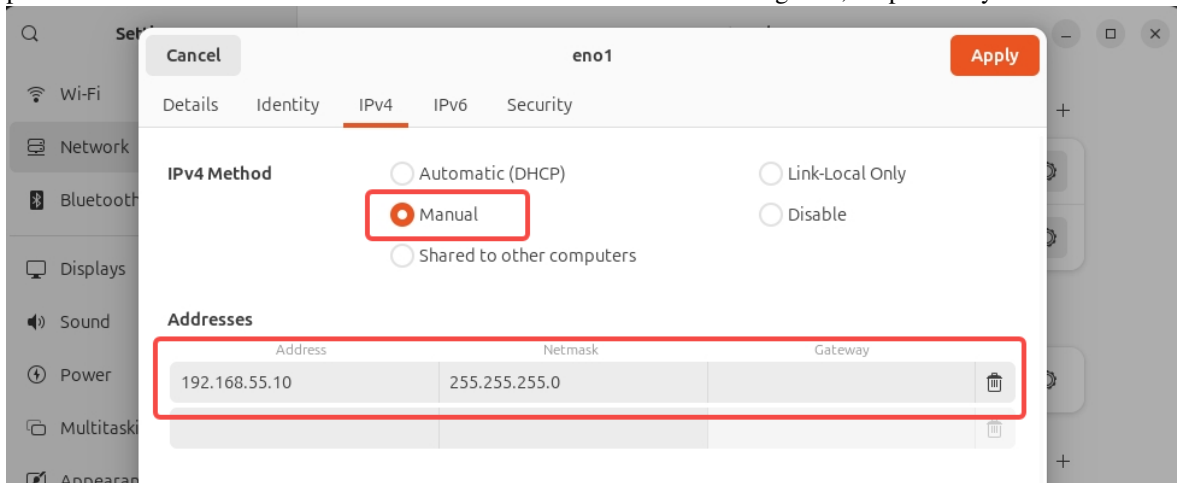 Cancel eno1 Apply
Wi-Fi Details Identity IPv4 IPv6 Security
Network IPv4 Method Automatic (DHCP) Link-Local Only
Bluetooth Manual Disable
Shared to other computers
Displays
Sound Addresses
Address Netmask Gateway
Power 192.168.55.10 255.255.255.0